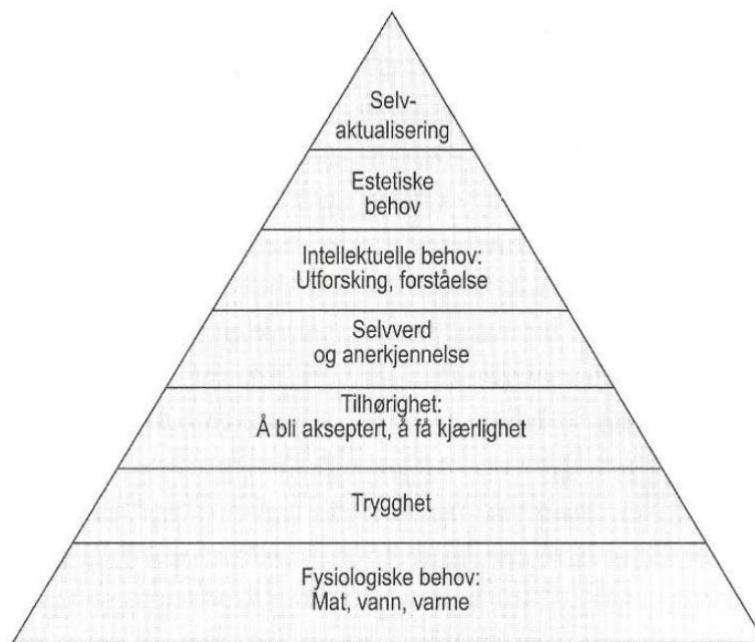 Selv-
aktualisering
Estetiske
behov
Intellektuelle behov:
Utforsking, forståelse
Selvverd
og anerkjennelse
Tilhørighet:
Å bli akseptert, å få kjærlighet
Trygghet
Fysiologiske behov:
Mat, vann, varme